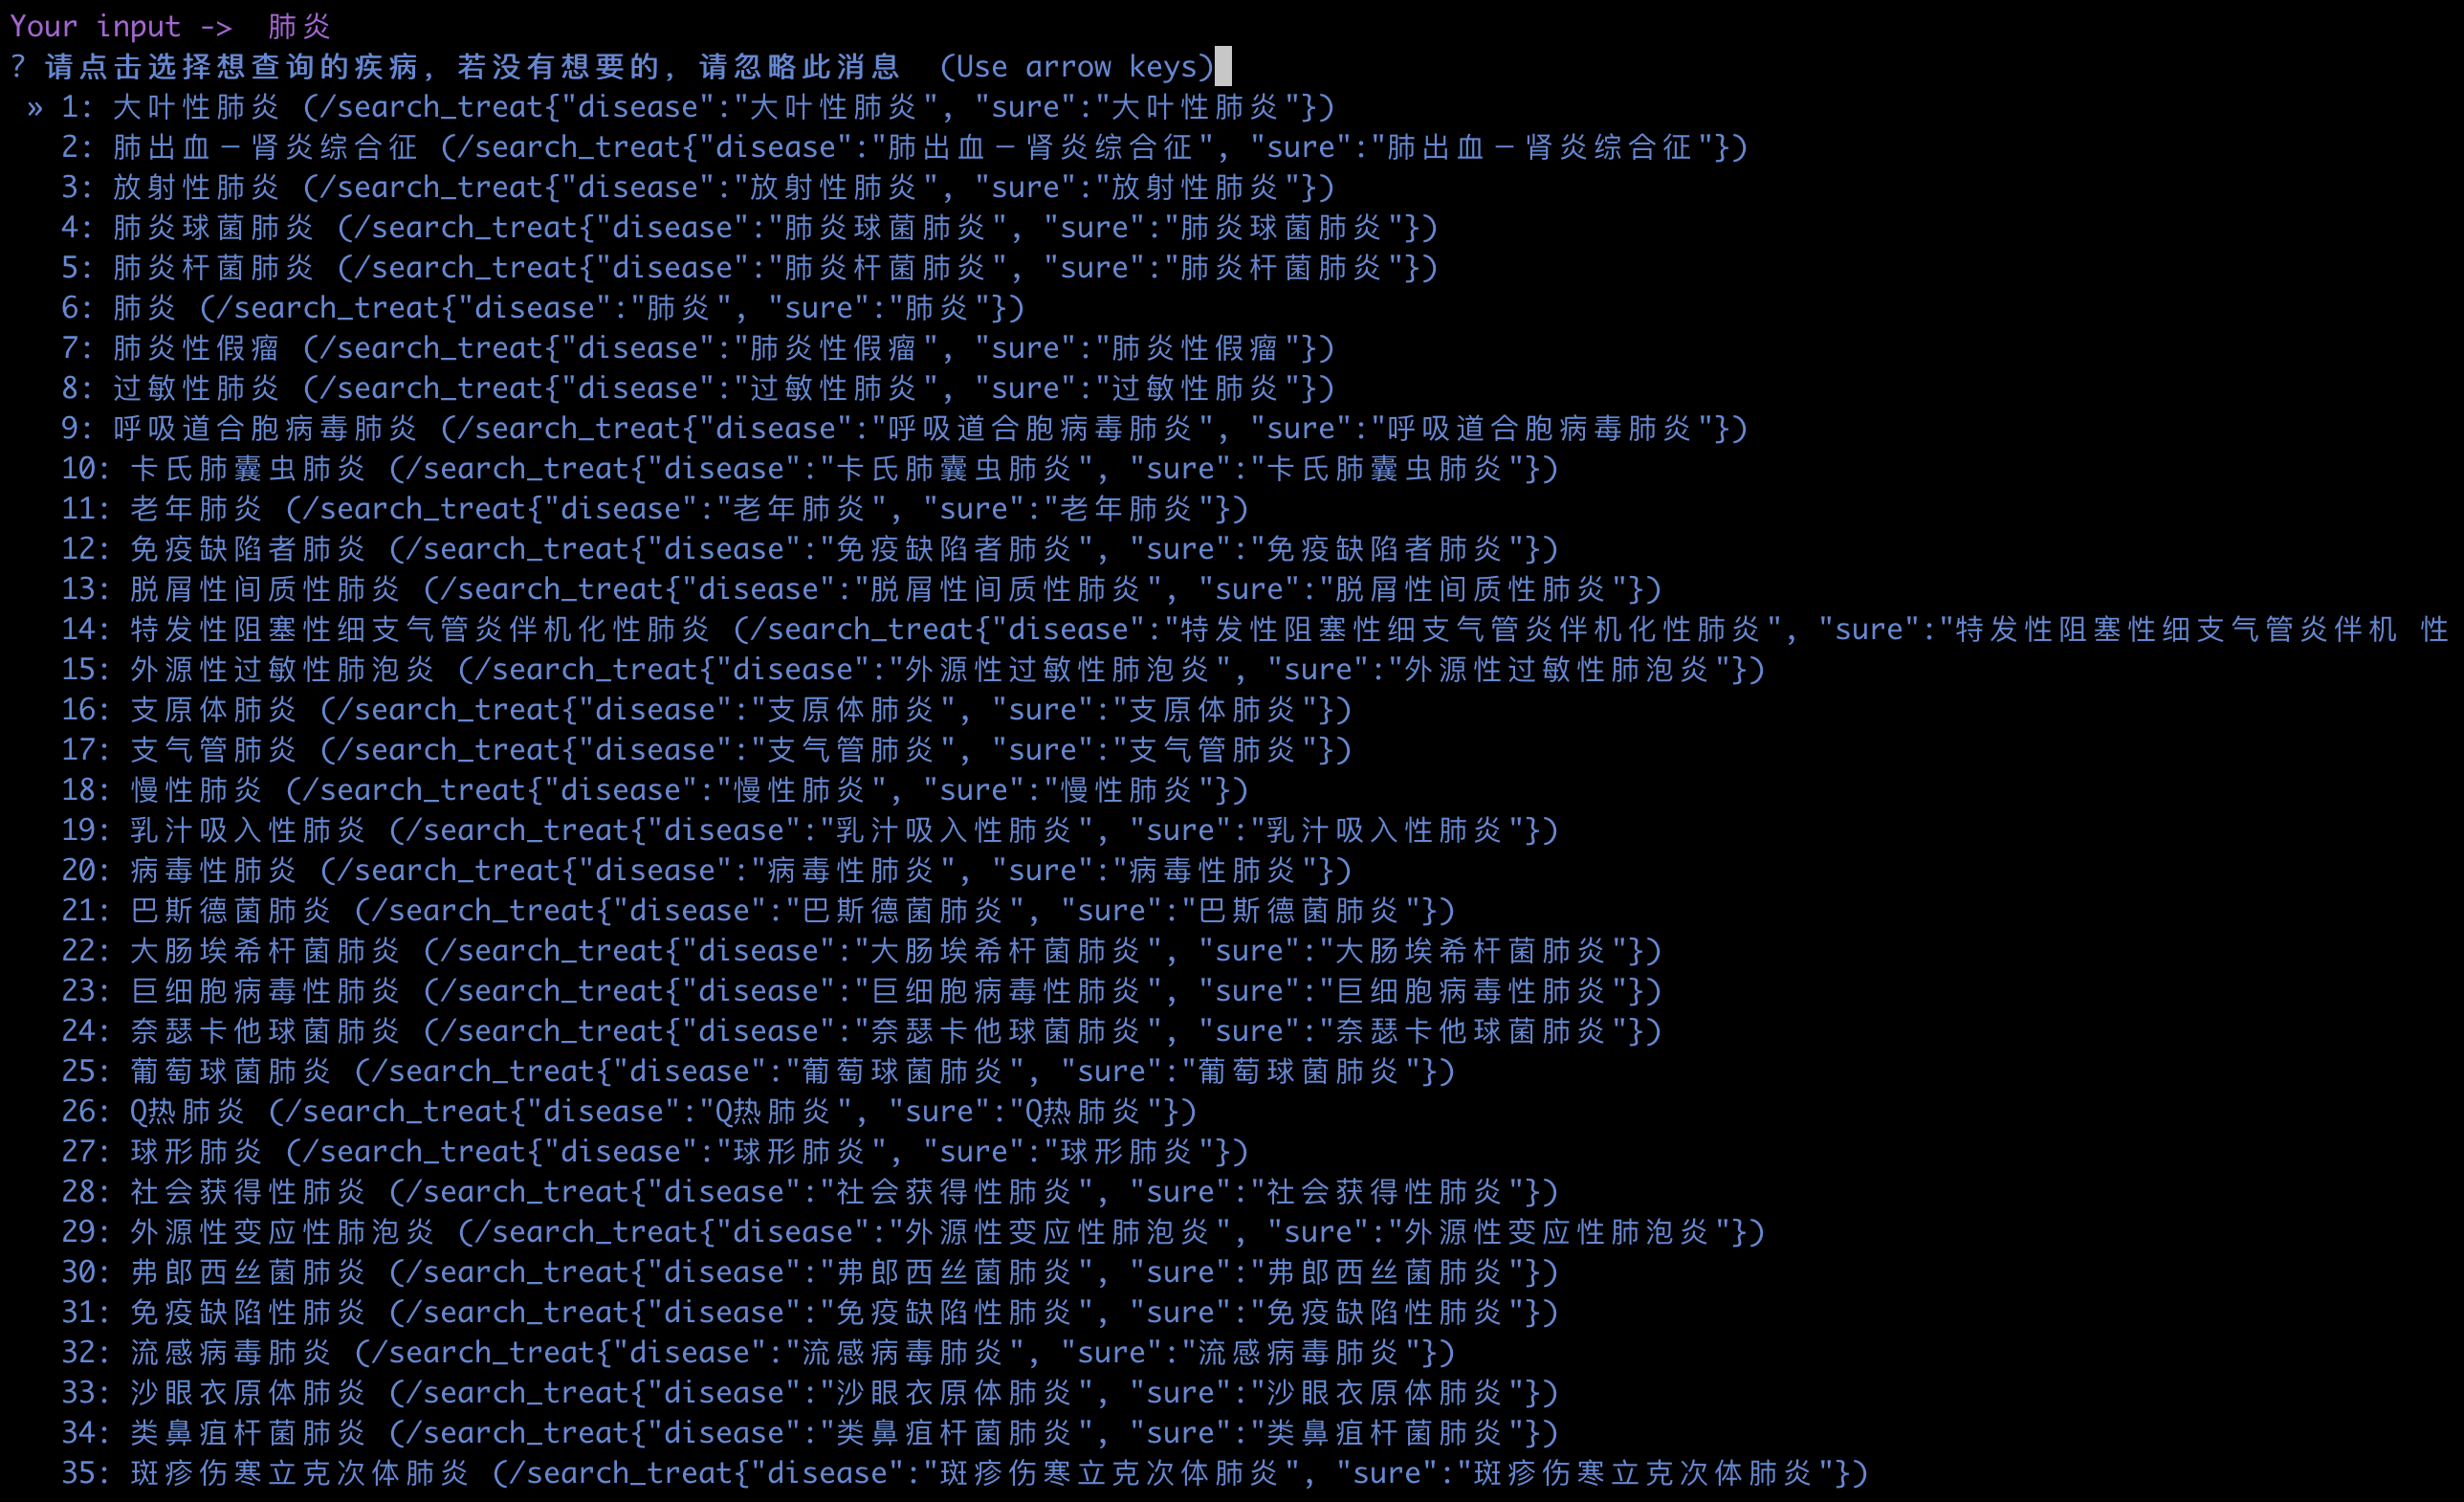 Your input ->  肺炎
? 请点击选择想查询的疾病, 若没有想要的, 请忽略此消息  (Use arrow keys)
» 1: 大叶性肺炎 (/search_treat{"disease":"大叶性肺炎", "sure":"大叶性肺炎"})
2: 肺出血－肾炎综合征 (/search_treat{"disease":"肺出血－肾炎综合征", "sure":"肺出血－肾炎综合征"})
3: 放射性肺炎 (/search_treat{"disease":"放射性肺炎", "sure":"放射性肺炎"})
4: 肺炎球菌肺炎 (/search_treat{"disease":"肺炎球菌肺炎", "sure":"肺炎球菌肺炎"})
5: 肺炎杆菌肺炎 (/search_treat{"disease":"肺炎杆菌肺炎", "sure":"肺炎杆菌肺炎"})
6: 肺炎 (/search_treat{"disease":"肺炎", "sure":"肺炎"})
7: 肺炎性假瘤 (/search_treat{"disease":"肺炎性假瘤", "sure":"肺炎性假瘤"})
8: 过敏性肺炎 (/search_treat{"disease":"过敏性肺炎", "sure":"过敏性肺炎"})
9: 呼吸道合胞病毒肺炎 (/search_treat{"disease":"呼吸道合胞病毒肺炎", "sure":"呼吸道合胞病毒肺炎"})
10: 卡氏肺囊虫肺炎 (/search_treat{"disease":"卡氏肺囊虫肺炎", "sure":"卡氏肺囊虫肺炎"})
11: 老年肺炎 (/search_treat{"disease":"老年肺炎", "sure":"老年肺炎"})
12: 免疫缺陷者肺炎 (/search_treat{"disease":"免疫缺陷者肺炎", "sure":"免疫缺陷者肺炎"})
13: 脱屑性间质性肺炎 (/search_treat{"disease":"脱屑性间质性肺炎", "sure":"脱屑性间质性肺炎"})
14: 特发性阻塞性细支气管炎伴机化性肺炎 (/search_treat{"disease":"特发性阻塞性细支气管炎伴机化性肺炎", "sure":"特发性阻塞性细支气管炎伴机 性
15: 外源性过敏性肺泡炎 (/search_treat{"disease":"外源性过敏性肺泡炎", "sure":"外源性过敏性肺泡炎"})
16: 支原体肺炎 (/search_treat{"disease":"支原体肺炎", "sure":"支原体肺炎"})
17: 支气管肺炎 (/search_treat{"disease":"支气管肺炎", "sure":"支气管肺炎"})
18: 慢性肺炎 (/search_treat{"disease":"慢性肺炎", "sure":"慢性肺炎"})
19: 乳汁吸入性肺炎 (/search_treat{"disease":"乳汁吸入性肺炎", "sure":"乳汁吸入性肺炎"})
20: 病毒性肺炎 (/search_treat{"disease":"病毒性肺炎", "sure":"病毒性肺炎"})
21: 巴斯德菌肺炎 (/search_treat{"disease":"巴斯德菌肺炎", "sure":"巴斯德菌肺炎"})
22: 大肠埃希杆菌肺炎 (/search_treat{"disease":"大肠埃希杆菌肺炎", "sure":"大肠埃希杆菌肺炎"})
23: 巨细胞病毒性肺炎 (/search_treat{"disease":"巨细胞病毒性肺炎", "sure":"巨细胞病毒性肺炎"})
24: 奈瑟卡他球菌肺炎 (/search_treat{"disease":"奈瑟卡他球菌肺炎", "sure":"奈瑟卡他球菌肺炎"})
25: 葡萄球菌肺炎 (/search_treat{"disease":"葡萄球菌肺炎", "sure":"葡萄球菌肺炎"})
26: Q热肺炎 (/search_treat{"disease":"Q热肺炎", "sure":"Q热肺炎"})
27: 球形肺炎 (/search_treat{"disease":"球形肺炎", "sure":"球形肺炎"})
28: 社会获得性肺炎 (/search_treat{"disease":"社会获得性肺炎", "sure":"社会获得性肺炎"})
29: 外源性变应性肺泡炎 (/search_treat{"disease":"外源性变应性肺泡炎", "sure":"外源性变应性肺泡炎"})
30: 弗郎西丝菌肺炎 (/search_treat{"disease":"弗郎西丝菌肺炎", "sure":"弗郎西丝菌肺炎"})
31: 免疫缺陷性肺炎 (/search_treat{"disease":"免疫缺陷性肺炎", "sure":"免疫缺陷性肺炎"})
32: 流感病毒肺炎 (/search_treat{"disease":"流感病毒肺炎", "sure":"流感病毒肺炎"})
33: 沙眼衣原体肺炎 (/search_treat{"disease":"沙眼衣原体肺炎", "sure":"沙眼衣原体肺炎"})
34: 类鼻疽杆菌肺炎 (/search_treat{"disease":"类鼻疽杆菌肺炎", "sure":"类鼻疽杆菌肺炎"})
35: 斑疹伤寒立克次体肺炎 (/search_treat{"disease":"斑疹伤寒立克次体肺炎", "sure":"斑疹伤寒立克次体肺炎"})